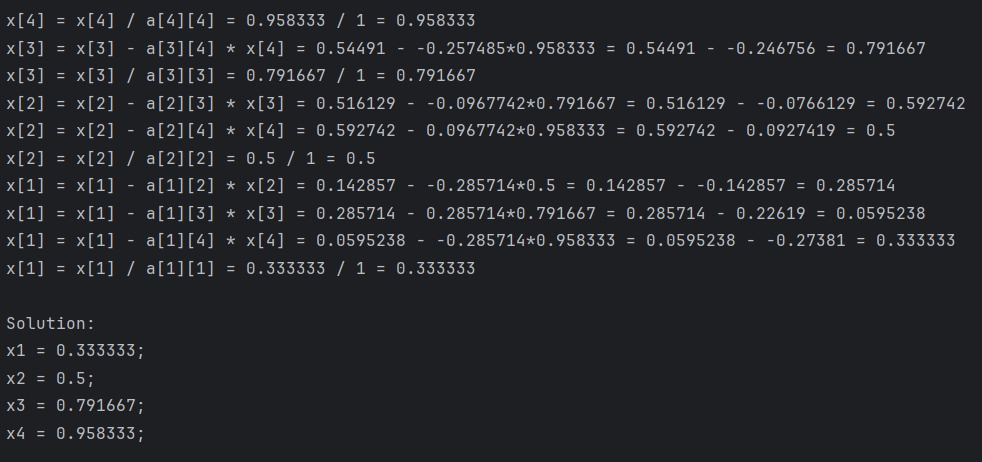 x[4] = x[4] / a[4][4] = 0.958333 / 1 = 0.958333
x[3] = x[3] - a[3][4] * x[4] = 0.54491 - -0.257485*0.958333 = 0.54491 - -0.246756 = 0.791667
x[3] = x[3] / a[3][3] = 0.791667 / 1 = 0.791667
x[2] = x[2] - a[2][3] * x[3] = 0.516129 - -0.0967742*0.791667 = 0.516129 - -0.0766129 = 0.592742
x[2] = x[2] - a[2][4] * x[4] = 0.592742 - 0.0967742*0.958333 = 0.592742 - 0.0927419 = 0.5
x[2] = x[2] / a[2][2] = 0.5 / 1 = 0.5
x[1] = x[1] - a[1][2] * x[2] = 0.142857 - -0.285714*0.5 = 0.142857 - -0.142857 = 0.285714
x[1] = x[1] - a[1][3] * x[3] = 0.285714 - 0.285714*0.791667 = 0.285714 - 0.22619 = 0.0595238
x[1] = x[1] - a[1][4] * x[4] = 0.0595238 - -0.285714*0.958333 = 0.0595238 - -0.27381 = 0.333333
x[1] = x[1] / a[1][1] = 0.333333 / 1 = 0.333333
Solution:
x1 = 0.333333;
x2 = 0.5;
x3 = 0.791667;
x4 = 0.958333;